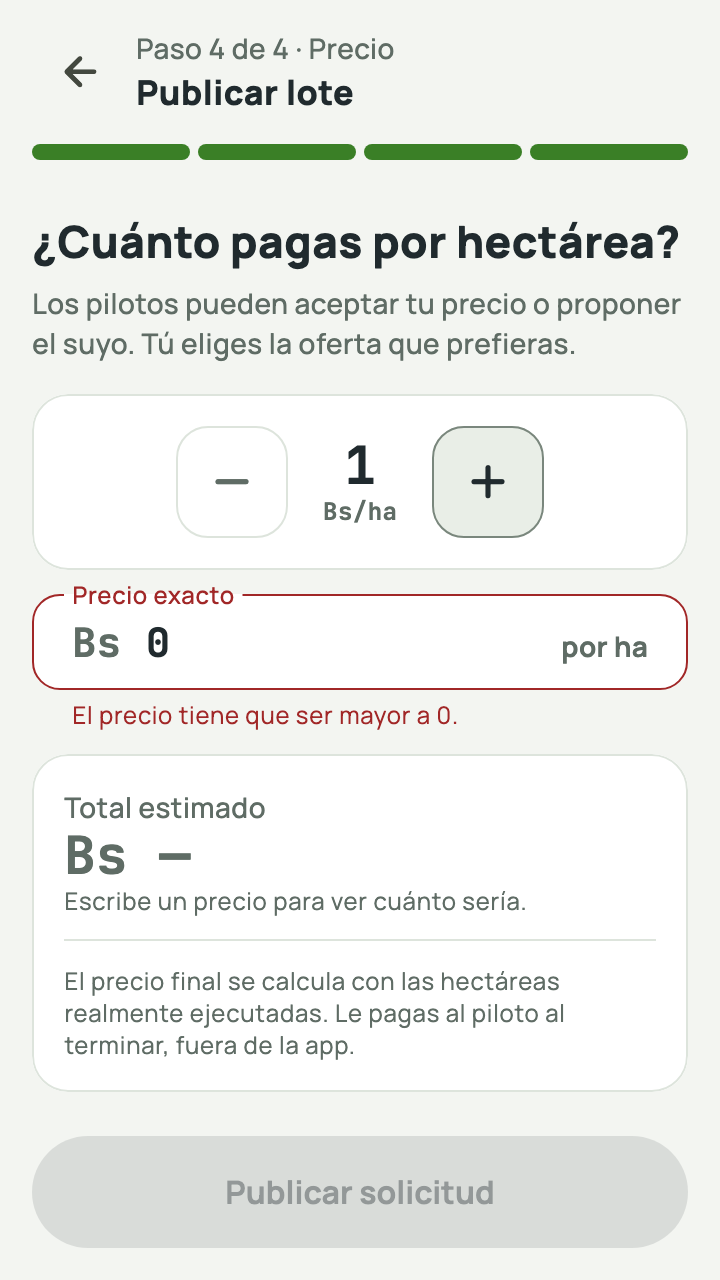 Paso 4 de 4 · Precio
Publicar lote
¿Cuánto pagas por hectárea?
Los pilotos pueden aceptar tu precio o proponer
el suyo. Tú eliges la oferta que prefieras.
− 1 +
Bs/ha
Precio exacto
Bs 0 por ha
El precio tiene que ser mayor a 0.
Total estimado
Bs —
Escribe un precio para ver cuánto sería.
El precio final se calcula con las hectáreas
realmente ejecutadas. Le pagas al piloto al
terminar, fuera de la app.
Publicar solicitud